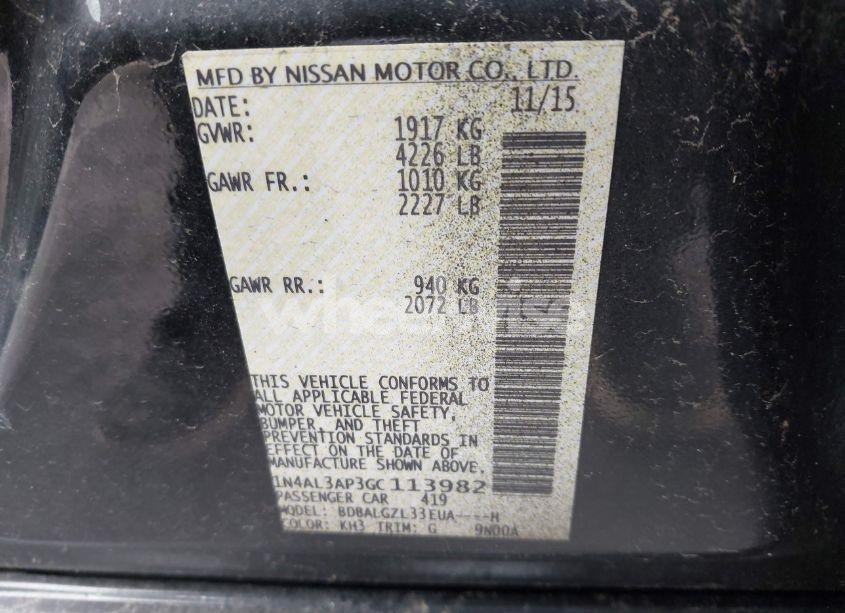 MFD BY NISSAN MOTOR CO., LTD.
DATE: 11/15
GVWR: 1917 KG
4226 LB
GAWR FR.: 1010 KG
2227 LB
GAWR RR.: 940 KG
2072 LB
THIS VEHICLE CONFORMS TO
ALL APPLICABLE FEDERAL
MOTOR VEHICLE SAFETY,
BUMPER, AND THEFT
PREVENTION STANDARDS IN
EFFECT ON THE DATE OF
MANUFACTURE SHOWN ABOVE.
1N4AL3AP3GC113982
PASSENGER CAR 419
MODEL: BDBALGZL33EUA----H
COLOR: KH3 TRIM: G 9N00A